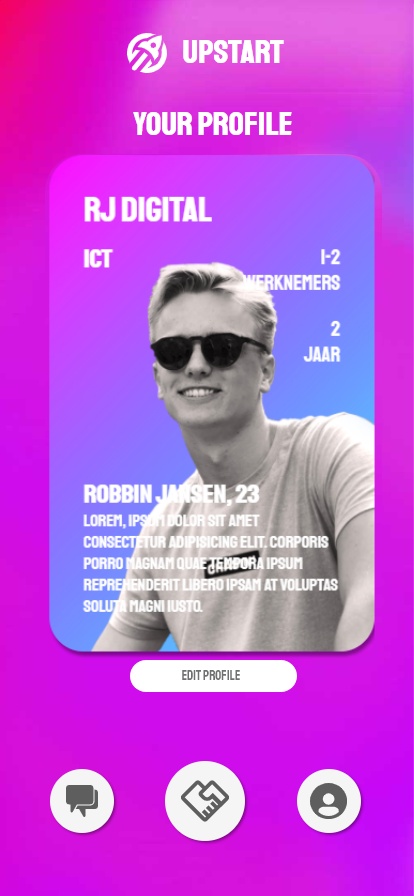 UPSTART
YOUR PROFILE
RJ DIGITAL
ICT
1-2
WERKNEMERS
2
JAAR
ROBBIN JANSEN, 23
LOREM, IPSUM DOLOR SIT AMET
CONSECTETUR ADIPISICING ELIT. CORPORIS
PORRO MAGNAM QUAE TEMPORA IPSUM
REPREHENDERIT LIBERO IPSAM AT VOLUPTAS
SOLUTA MAGNI IUSTO.
EDIT PROFILE